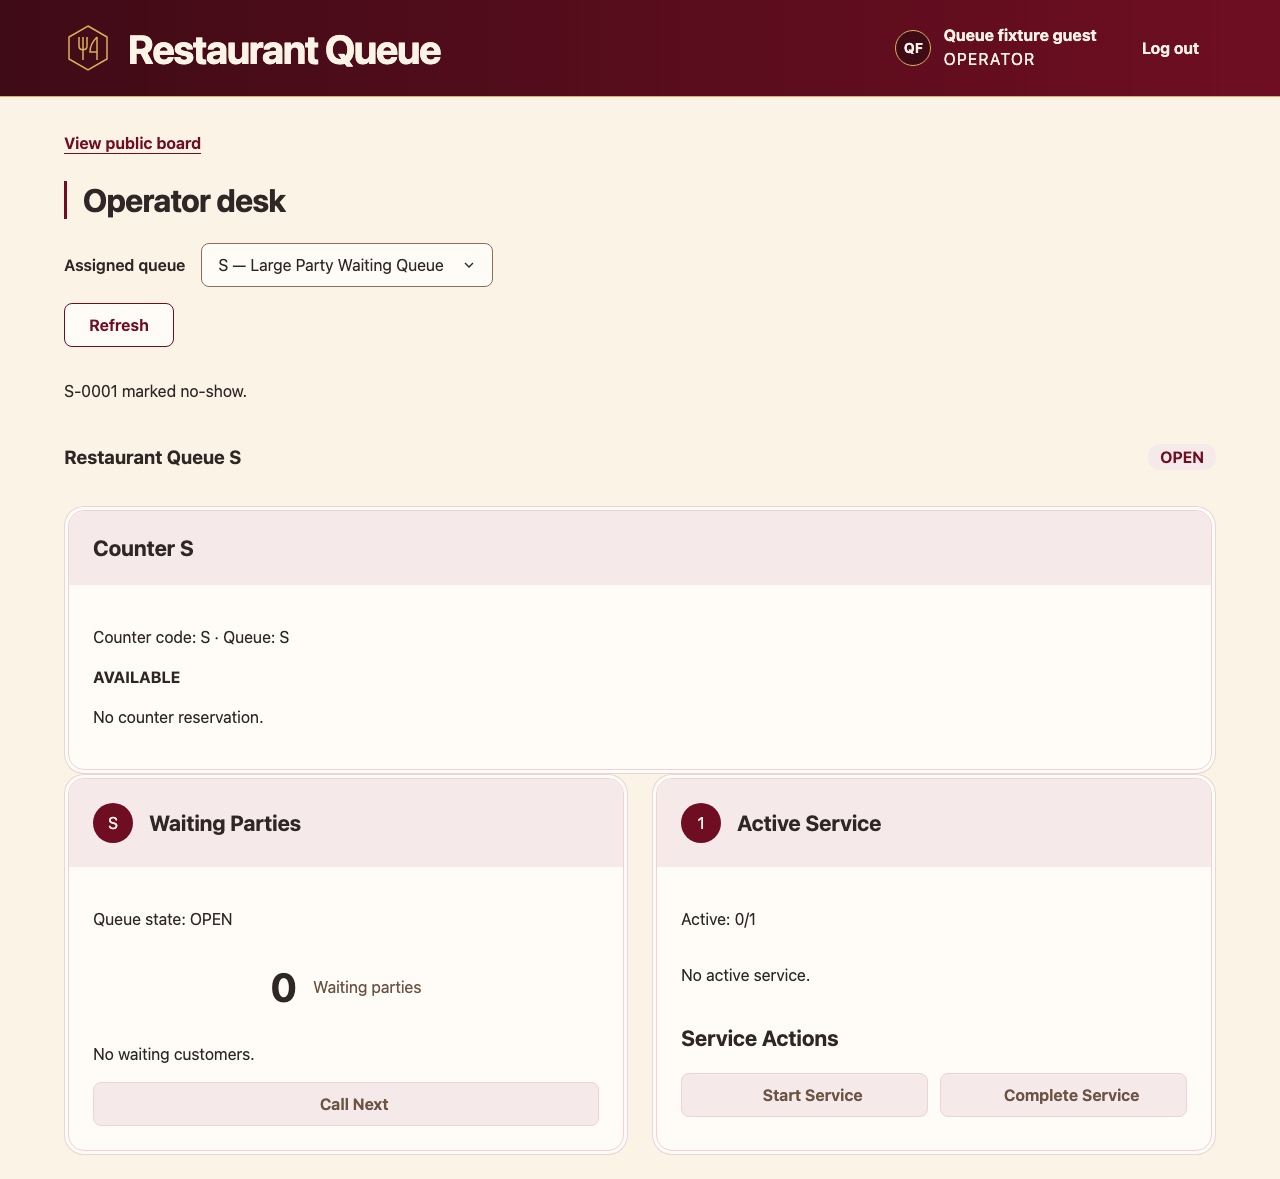 Restaurant Queue
QF
Queue fixture guest
OPERATOR
Log out
View public board
Operator desk
Assigned queue
S — Large Party Waiting Queue
Refresh
S-0001 marked no-show.
Restaurant Queue S
OPEN
Counter S
Counter code: S · Queue: S
AVAILABLE
No counter reservation.
S
Waiting Parties
Queue state: OPEN
0 Waiting parties
No waiting customers.
Call Next
1
Active Service
Active: 0/1
No active service.
Service Actions
Start Service
Complete Service